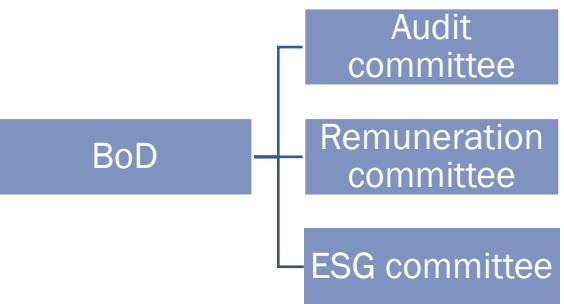 Audit
committee
BoD
Remuneration
committee
ESG committee